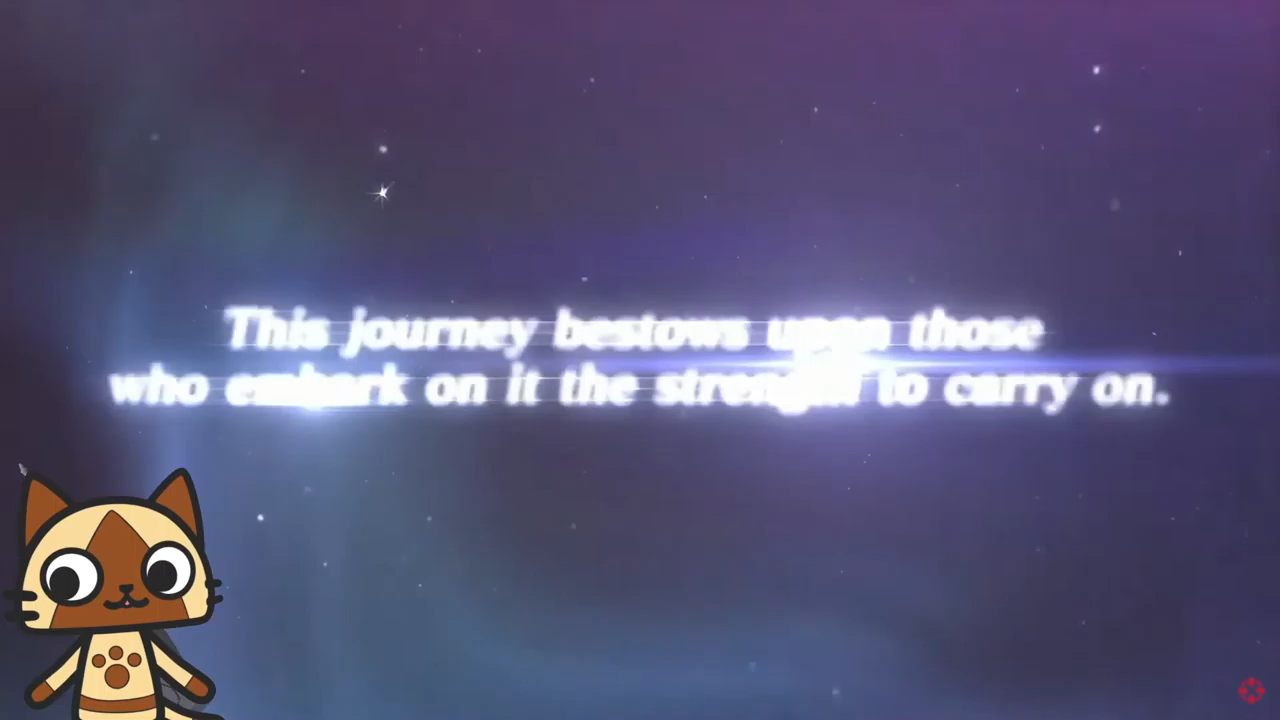 This journey bestows upon those
who embark on it the strength to carry on.